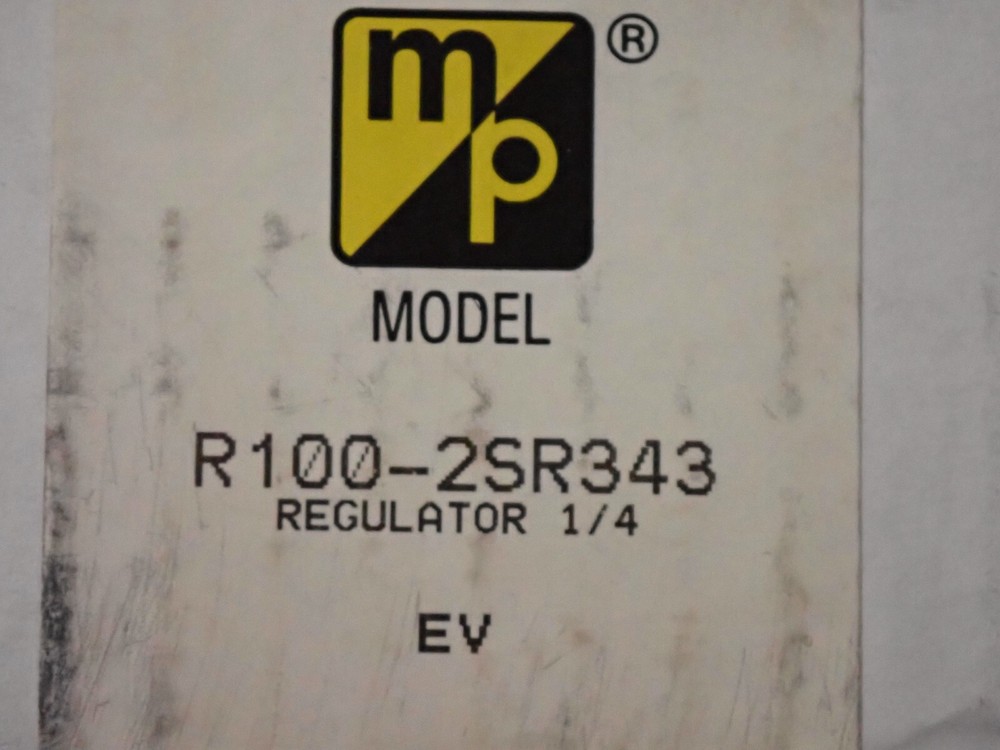 mp®
MODEL
R100-2SR343
REGULATOR 1/4
EV